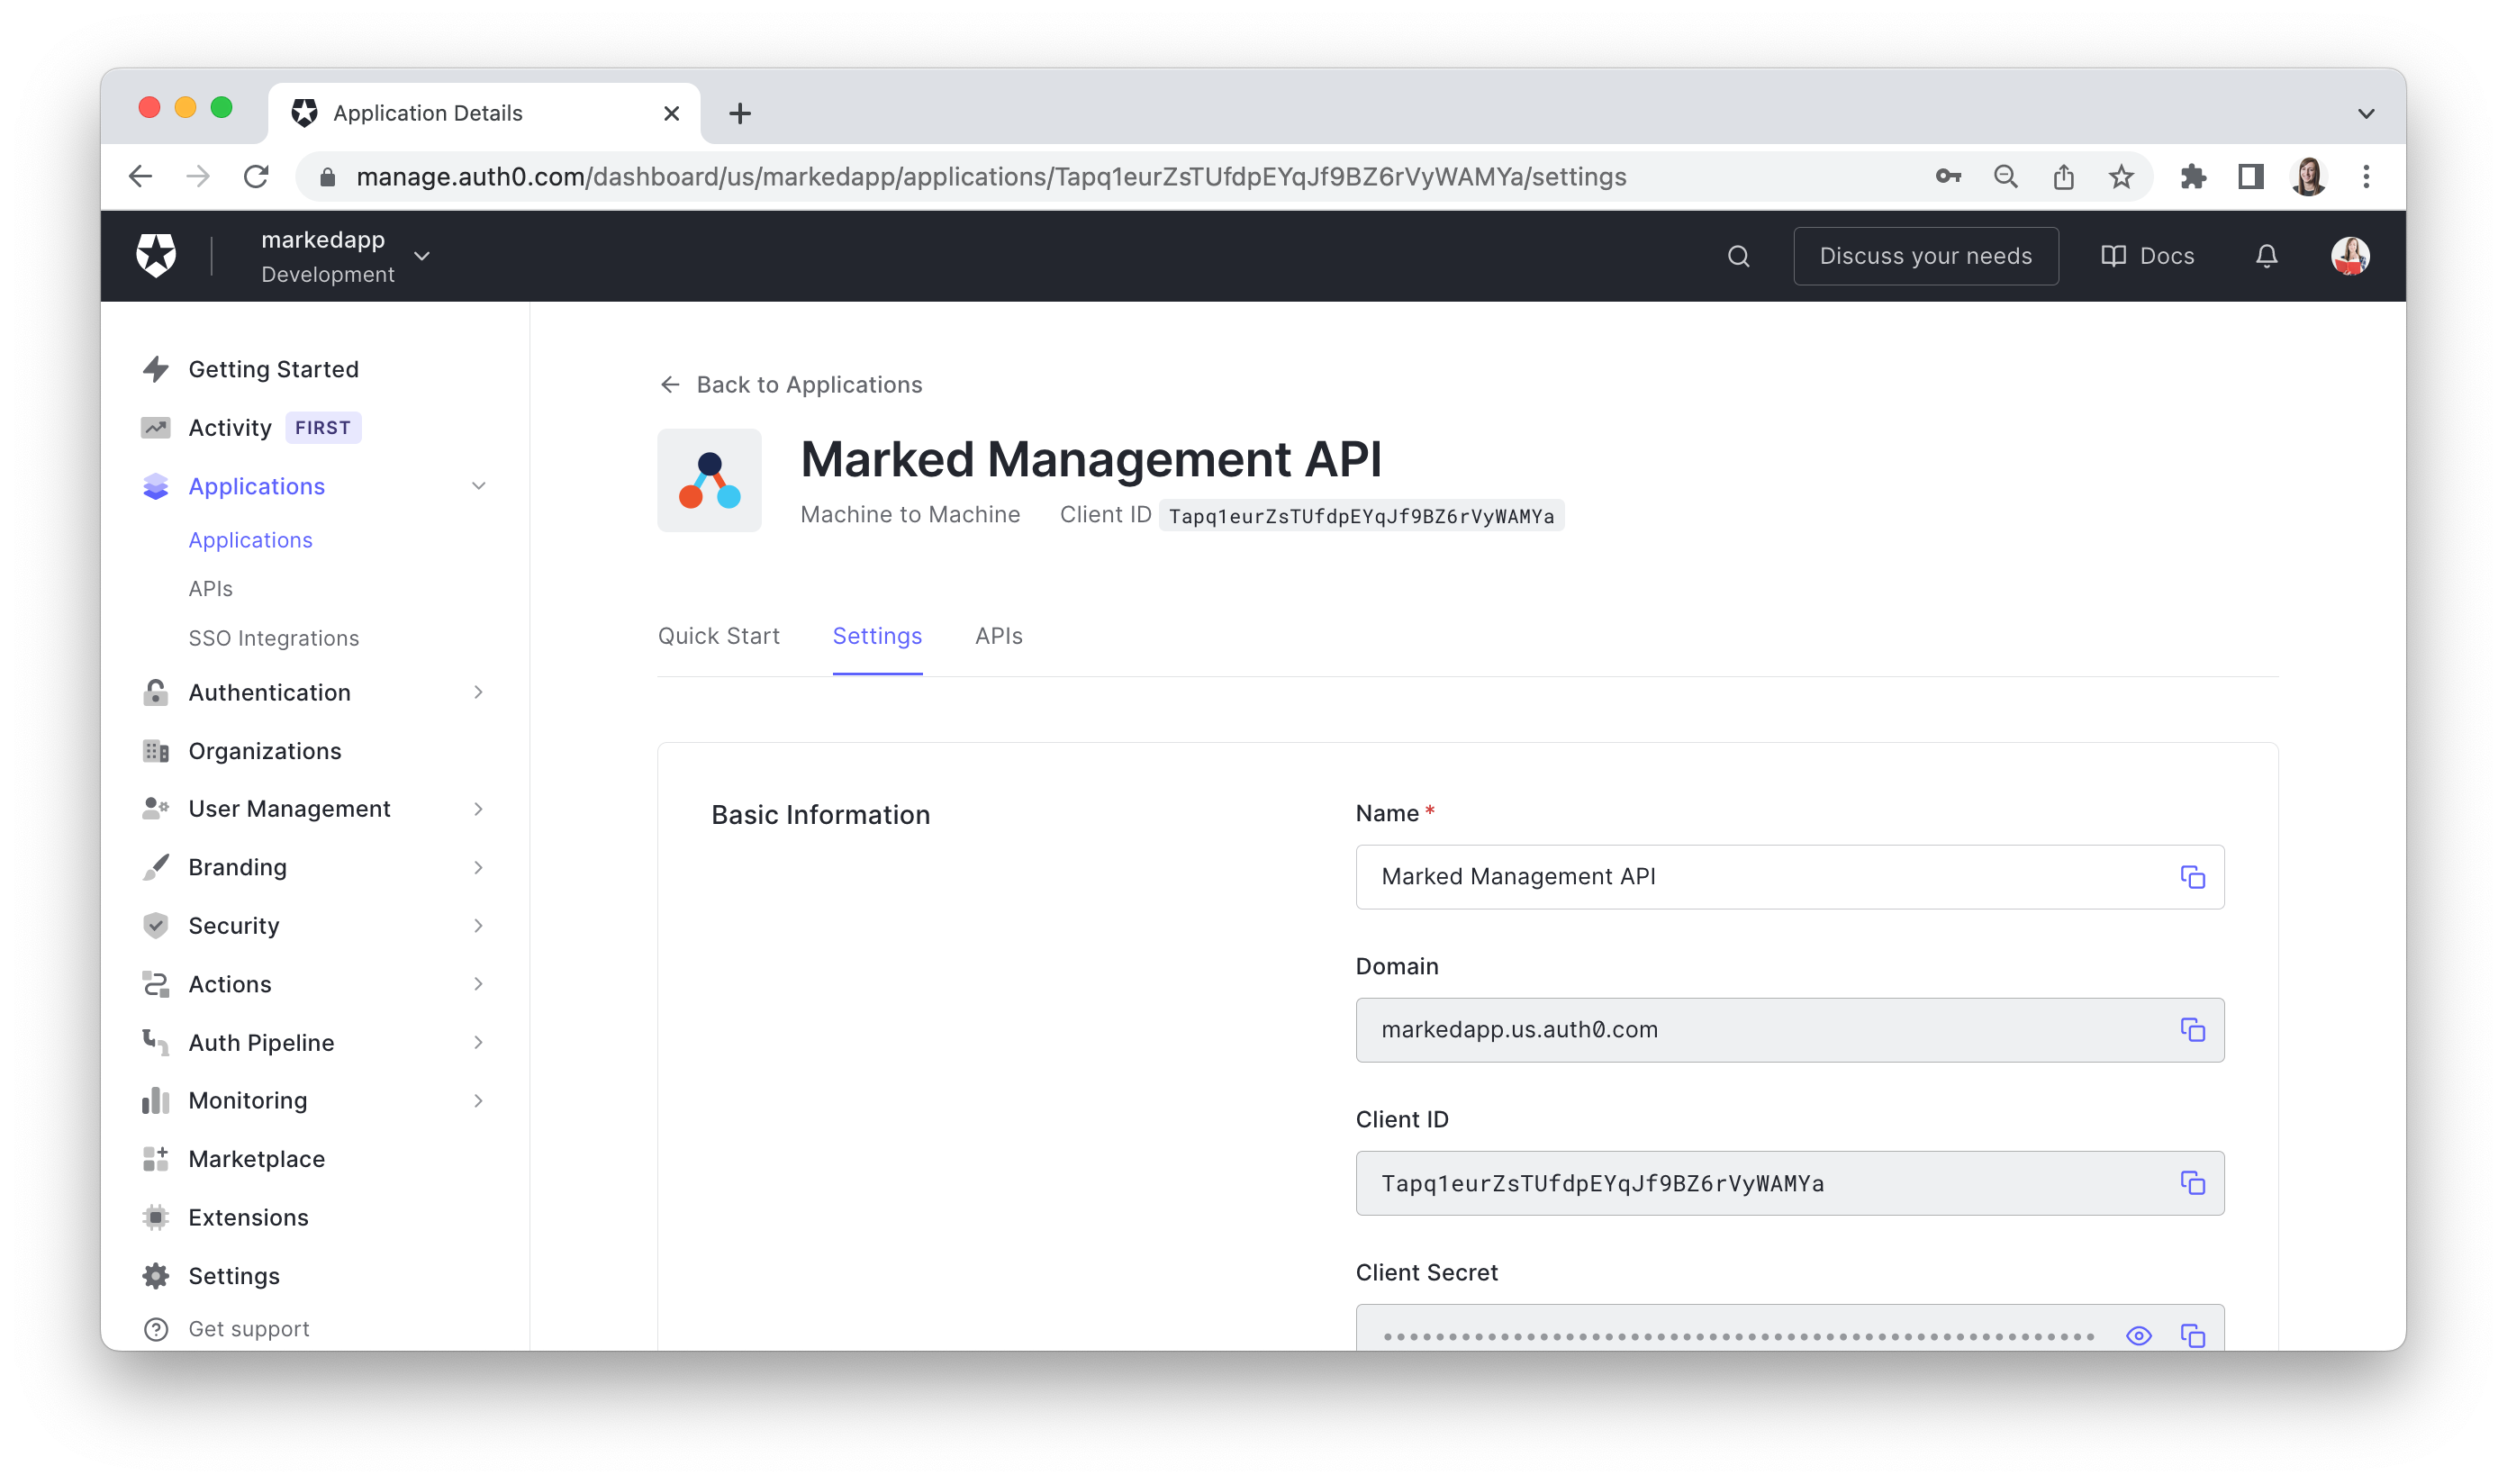 Application Details
manage.auth0.com/dashboard/us/markedapp/applications/Tapq1eurZsTUfdpEYqJf9BZ6rVyWAMYa/settings
markedapp
Development
Discuss your needs
Docs
Getting Started
Activity FIRST
Applications
Applications
APIs
SSO Integrations
Authentication
Organizations
User Management
Branding
Security
Actions
Auth Pipeline
Monitoring
Marketplace
Extensions
Settings
Get support
Back to Applications
Marked Management API
Machine to Machine Client ID Tapq1eurZsTUfdpEYqJf9BZ6rVyWAMYa
Quick Start Settings APIs
Basic Information
Name *
Marked Management API
Domain
markedapp.us.auth0.com
Client ID
Tapq1eurZsTUfdpEYqJf9BZ6rVyWAMYa
Client Secret